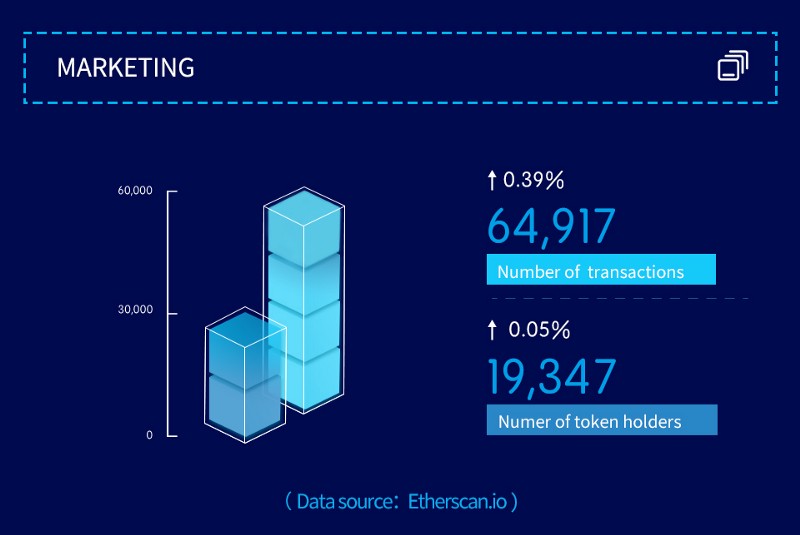 MARKETING
60,000
30,000
0
0.39%
64,917
Number of transactions
0.05%
19,347
Numer of token holders
( Data source: Etherscan.io )